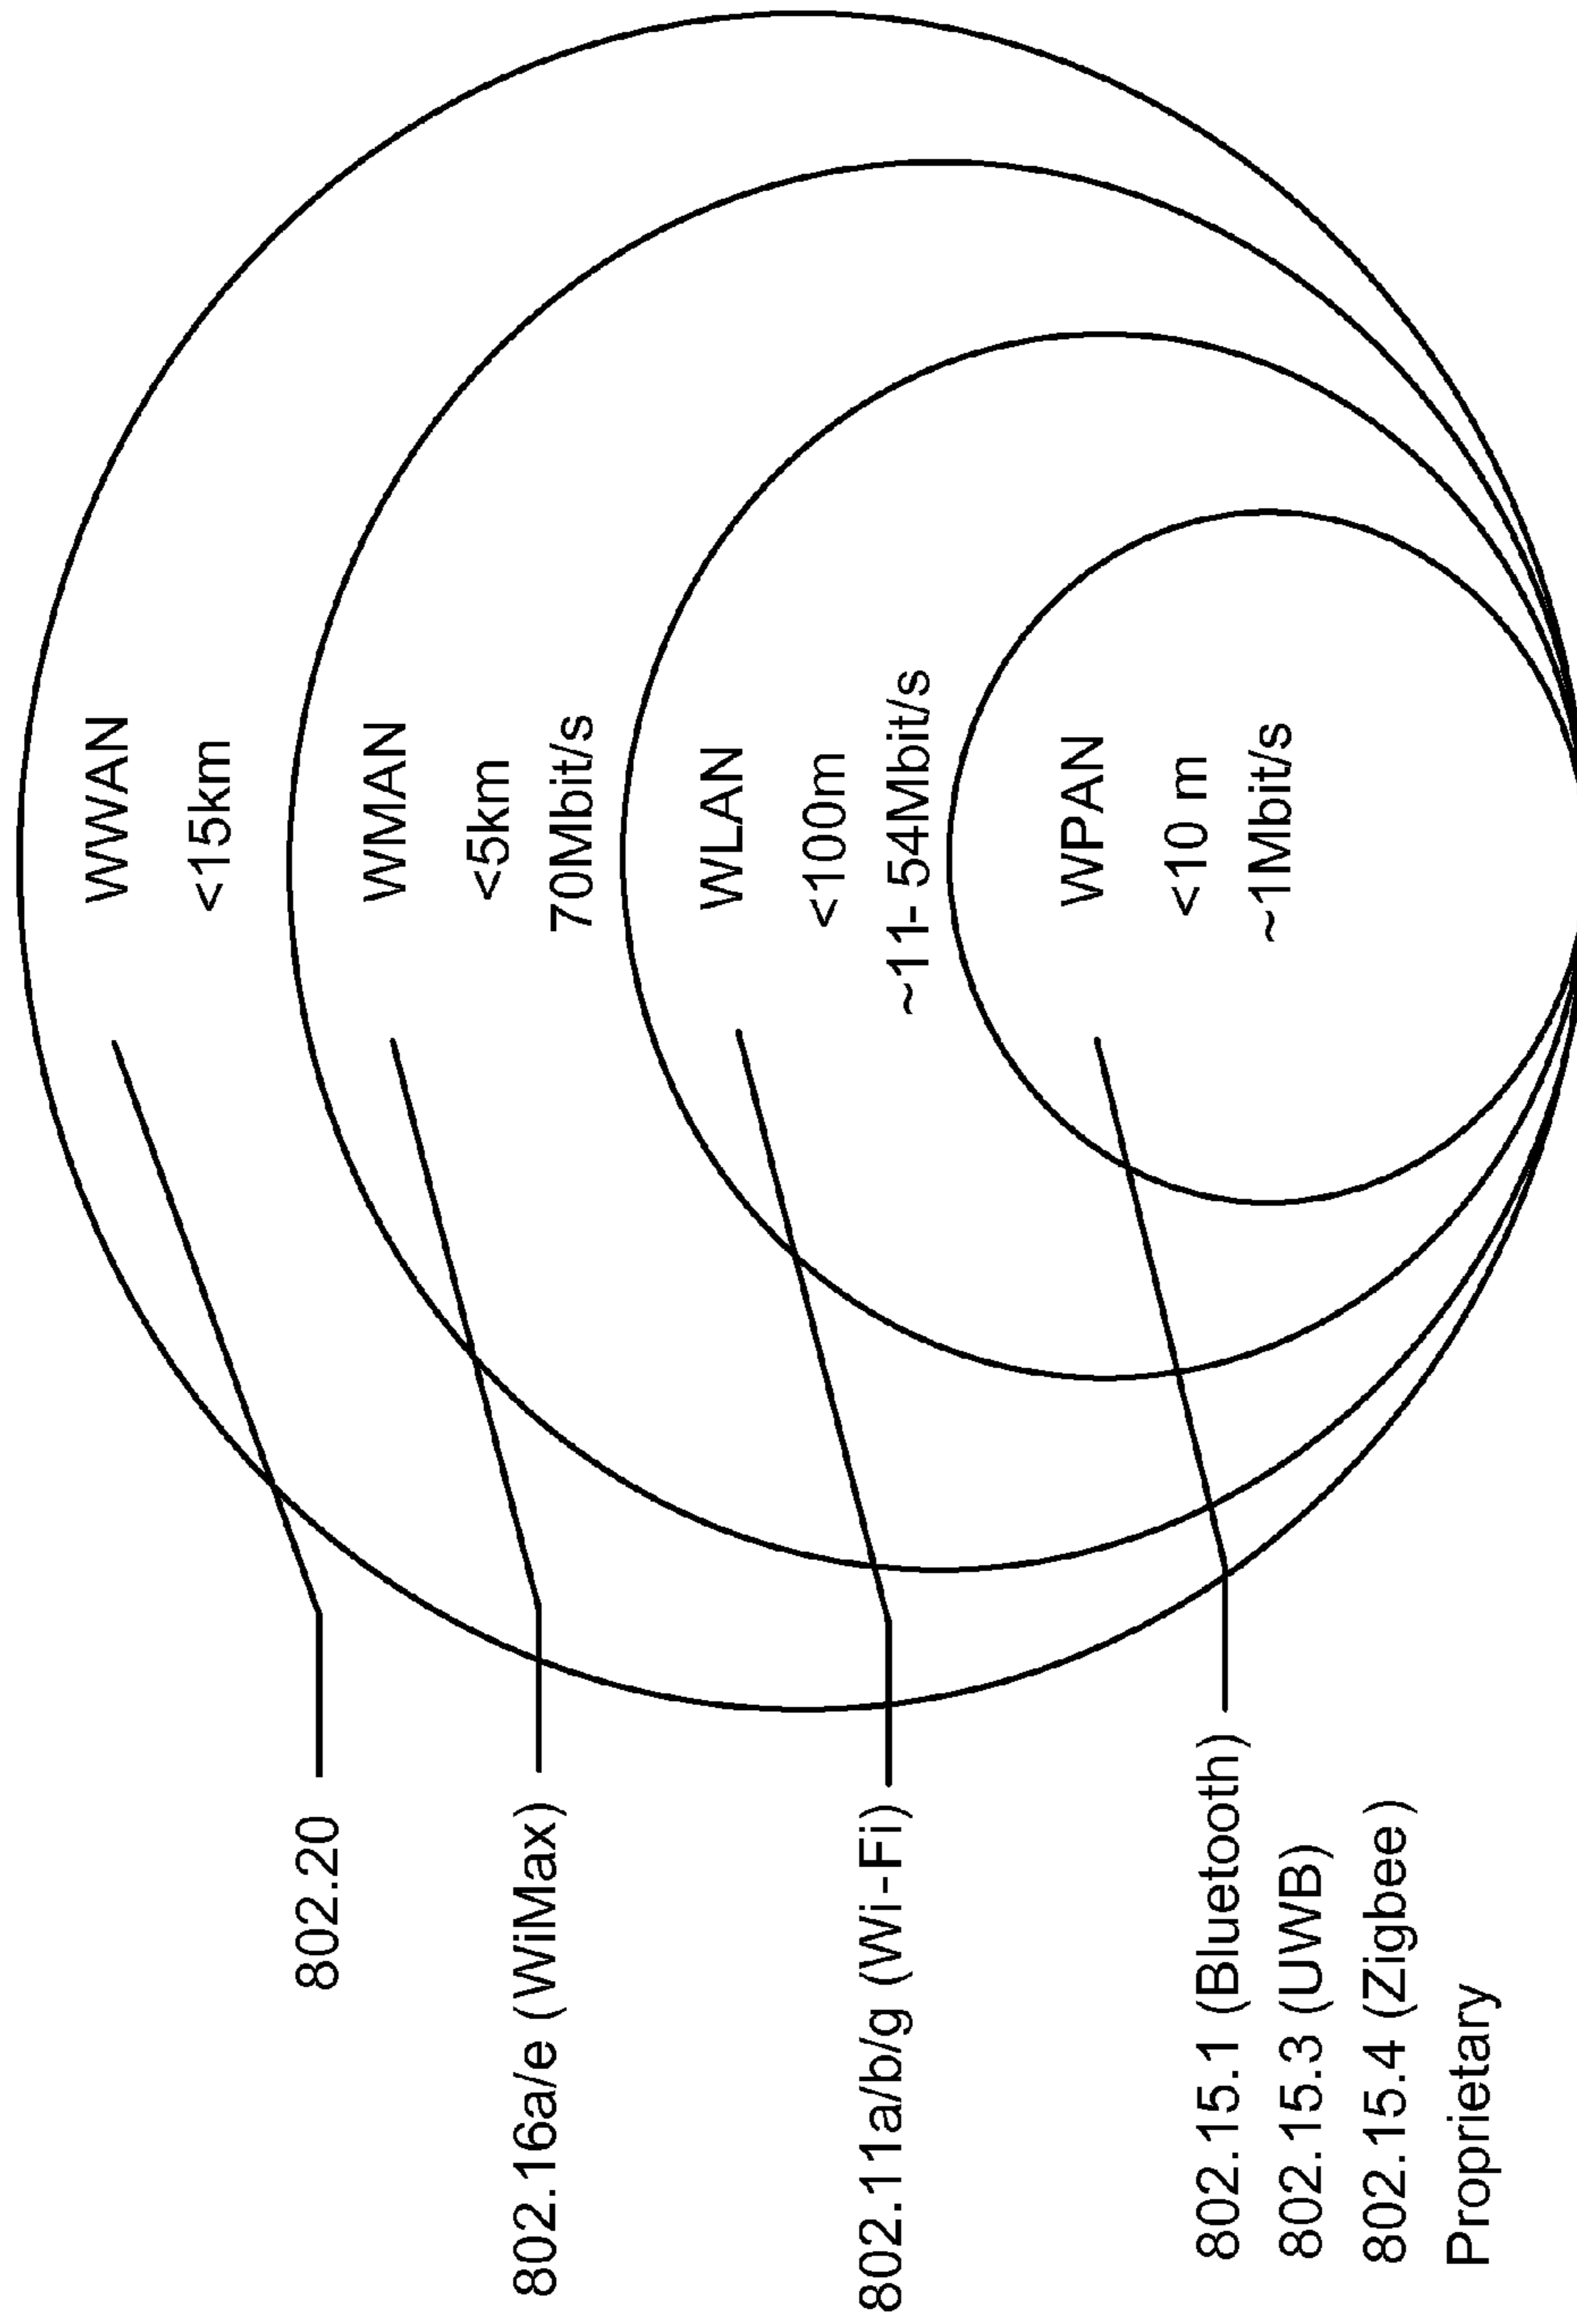 WWAN
<15km
WMAN
<5km
70Mbit/s
WLAN
<100m
~11- 54Mbit/s
WPAN
<10 m
~1Mbit/s
802.20
802.16a/e (WiMax)
802.11a/b/g (Wi-Fi)
802.15.1 (Bluetooth)
802.15.3 (UWB)
802.15.4 (Zigbee)
Proprietary